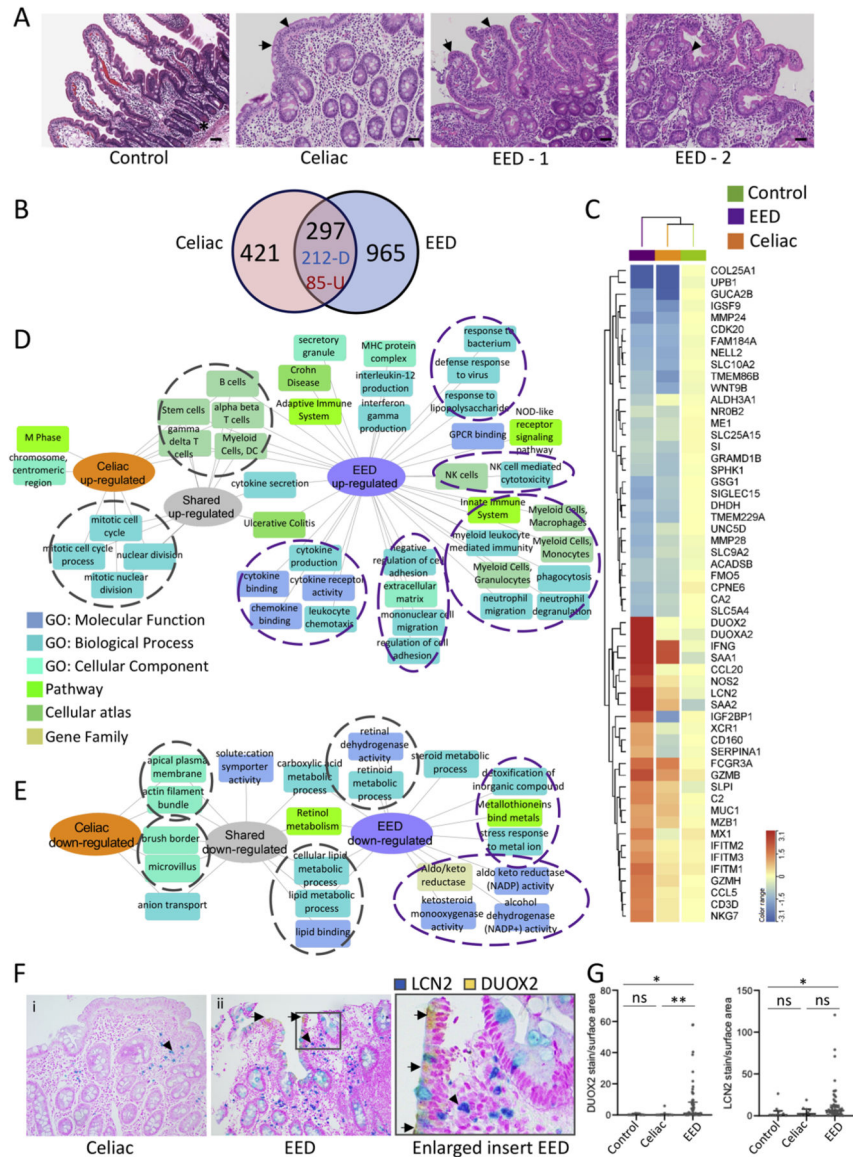 A
*
Control
Celiac
EED - 1
EED - 2
B
Celiac
421
297
212-D
85-U
965
EED
C
Control
EED
Celiac
COL25A1
UPB1
GUCA2B
IGSF9
MMP24
CDK20
FAM184A
NELL2
SLC10A2
TMEM86B
WNT9B
ALDH3A1
NR0B2
ME1
SLC25A15
SI
GRAMD1B
SPHK1
GSG1
SIGLEC15
DHDH
TMEM229A
UNC5D
MMP28
SLC9A2
ACADSB
FMO5
CPNE6
CA2
SLC5A4
DUOX2
DUOXA2
IFNG
SAA1
CCL20
NOS2
LCN2
SAA2
IGF2BP1
XCR1
CD160
SERPINA1
FCGR3A
GZMB
SLPI
C2
MUC1
MZB1
MX1
IFITM2
IFITM3
IFITM1
GZMH
CCL5
CD3D
NKG7
3.1
1.5
0
-1.5
-3.1
Color range
D
secretory
granule
MHC protein
complex
response to
bacterium
Crohn
Disease
interleukin-12
production
defense response
to virus
Adaptive Immune
System
interferon
gamma
production
response to
lipopolysaccharide
B cells
Stem cells
alpha beta
T cells
gamma
delta T
cells
Myeloid
Cells, DC
M Phase
chromosome,
centromeric
region
Celiac
up-regulated
Shared
up-regulated
EED
up-regulated
cytokine secretion
Ulcerative Colitis
GPCR binding
NOD-like
receptor
signaling
pathway
NK cells
NK cell mediated
cytotoxicity
Innate Immune
System
Myeloid Cells,
Macrophages
myeloid leukocyte
mediated immunity
Myeloid Cells,
Monocytes
Myeloid Cells,
Granulocytes
phagocytosis
neutrophil
migration
neutrophil
degranulation
mitotic cell
cycle
mitotic cell cycle
process
nuclear division
mitotic nuclear
division
cytokine
production
cytokine
binding
cytokine receptor
activity
chemokine
binding
leukocyte
chemotaxis
negative
regulation of cell
adhesion
extracellular
matrix
mononuclear cell
migration
regulation of cell
adhesion
GO: Molecular Function
GO: Biological Process
GO: Cellular Component
Pathway
Cellular atlas
Gene Family
E
apical plasma
membrane
actin filament
bundle
solute:cation
symporter
activity
carboxylic acid
metabolic process
retinal
dehydrogenase
activity
retinoid
metabolic process
steroid metabolic
process
detoxification of
inorganic compound
Metallothioneins
bind metals
stress response
to metal ion
Celiac
down-regulated
Shared
down-regulated
Retinol
metabolism
EED
down-regulated
brush border
microvillus
anion transport
cellular lipid
metabolic process
lipid metabolic
process
lipid binding
Aldo/keto
reductase
aldo keto reductase
(NADP) activity
ketosteroid
monooxygenase
activity
alcohol
dehydrogenase
(NADP+) activity
F
LCN2
DUOX2
i
ii
Celiac
EED
Enlarged insert EED
G
DUOX2 stain/surface area
80
60
40
20
0
*
ns
**
Control
Celiac
EED
LCN2 stain/surface area
150
100
50
0
*
ns
ns
Control
Celiac
EED